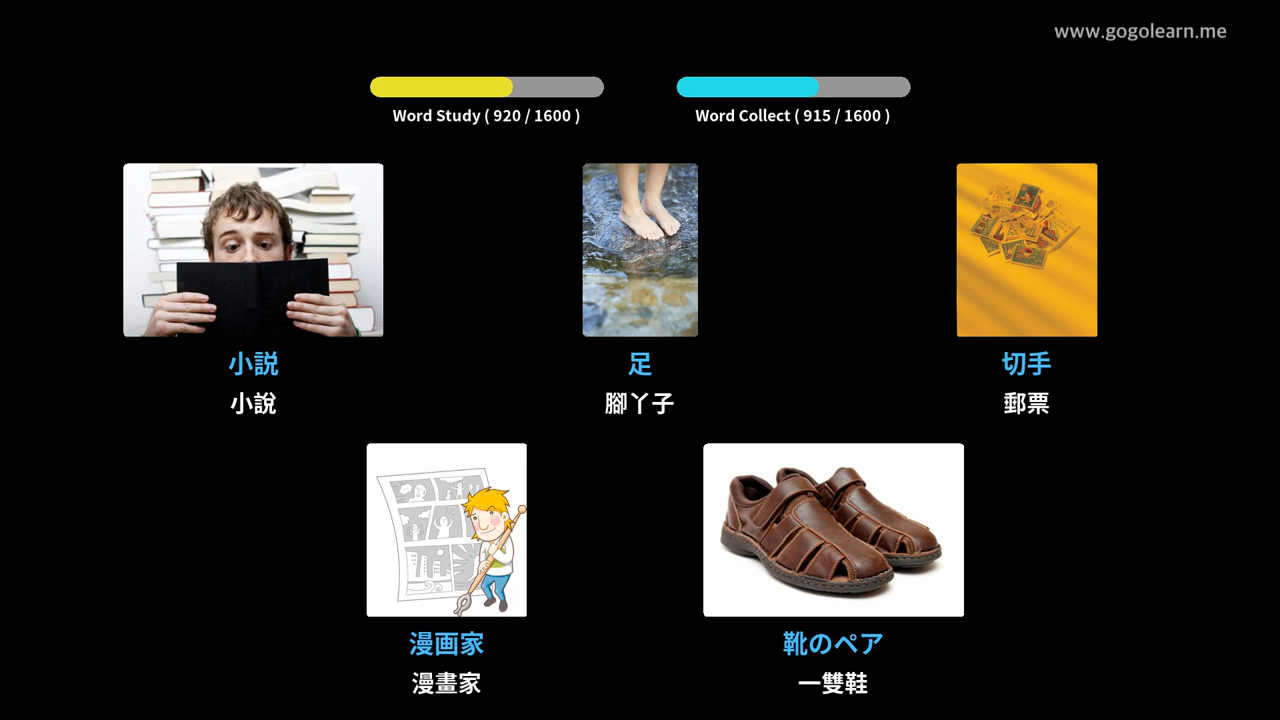 www.gogolearn.me
Word Study ( 920 / 1600 )
Word Collect ( 915 / 1600 )
小説
小說
足
腳丫子
切手
郵票
漫画家
漫畫家
靴のペア
一雙鞋